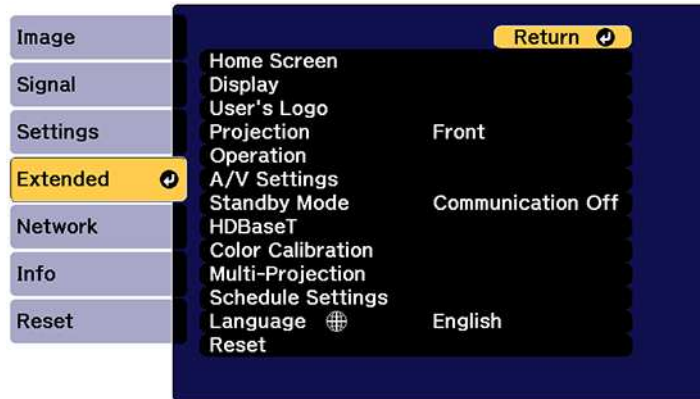 Image
Signal
Settings
Extended
Network
Info
Reset
Return
Home Screen
Display
User's Logo
Projection Front
Operation
A/V Settings
Standby Mode Communication Off
HDBaseT
Color Calibration
Multi-Projection
Schedule Settings
Language English
Reset